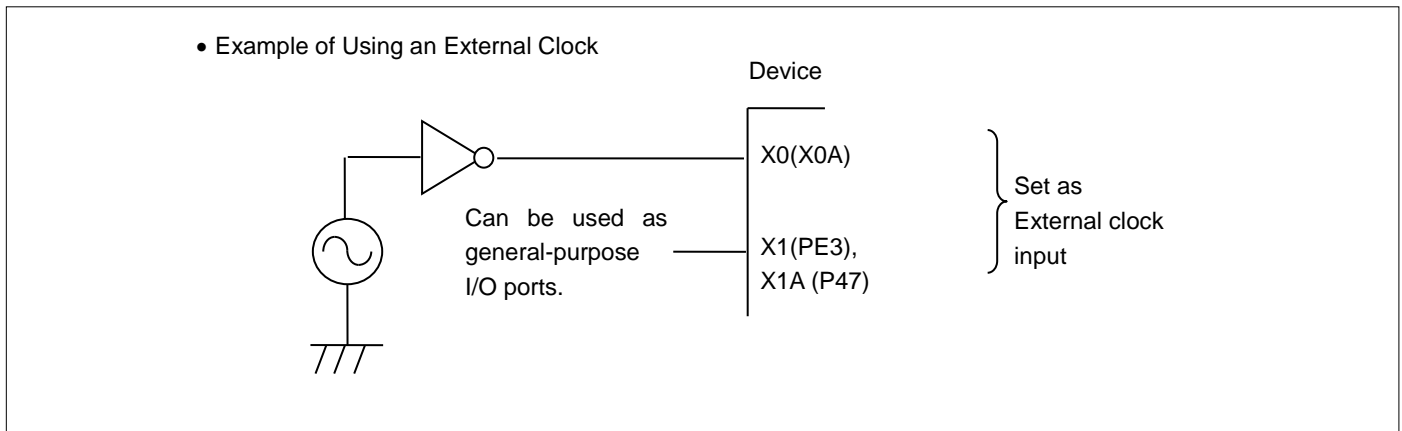 • Example of Using an External Clock
Device
X0(X0A)
Can be used as
general-purpose
I/O ports.
X1(PE3),
X1A (P47)
Set as
External clock
input